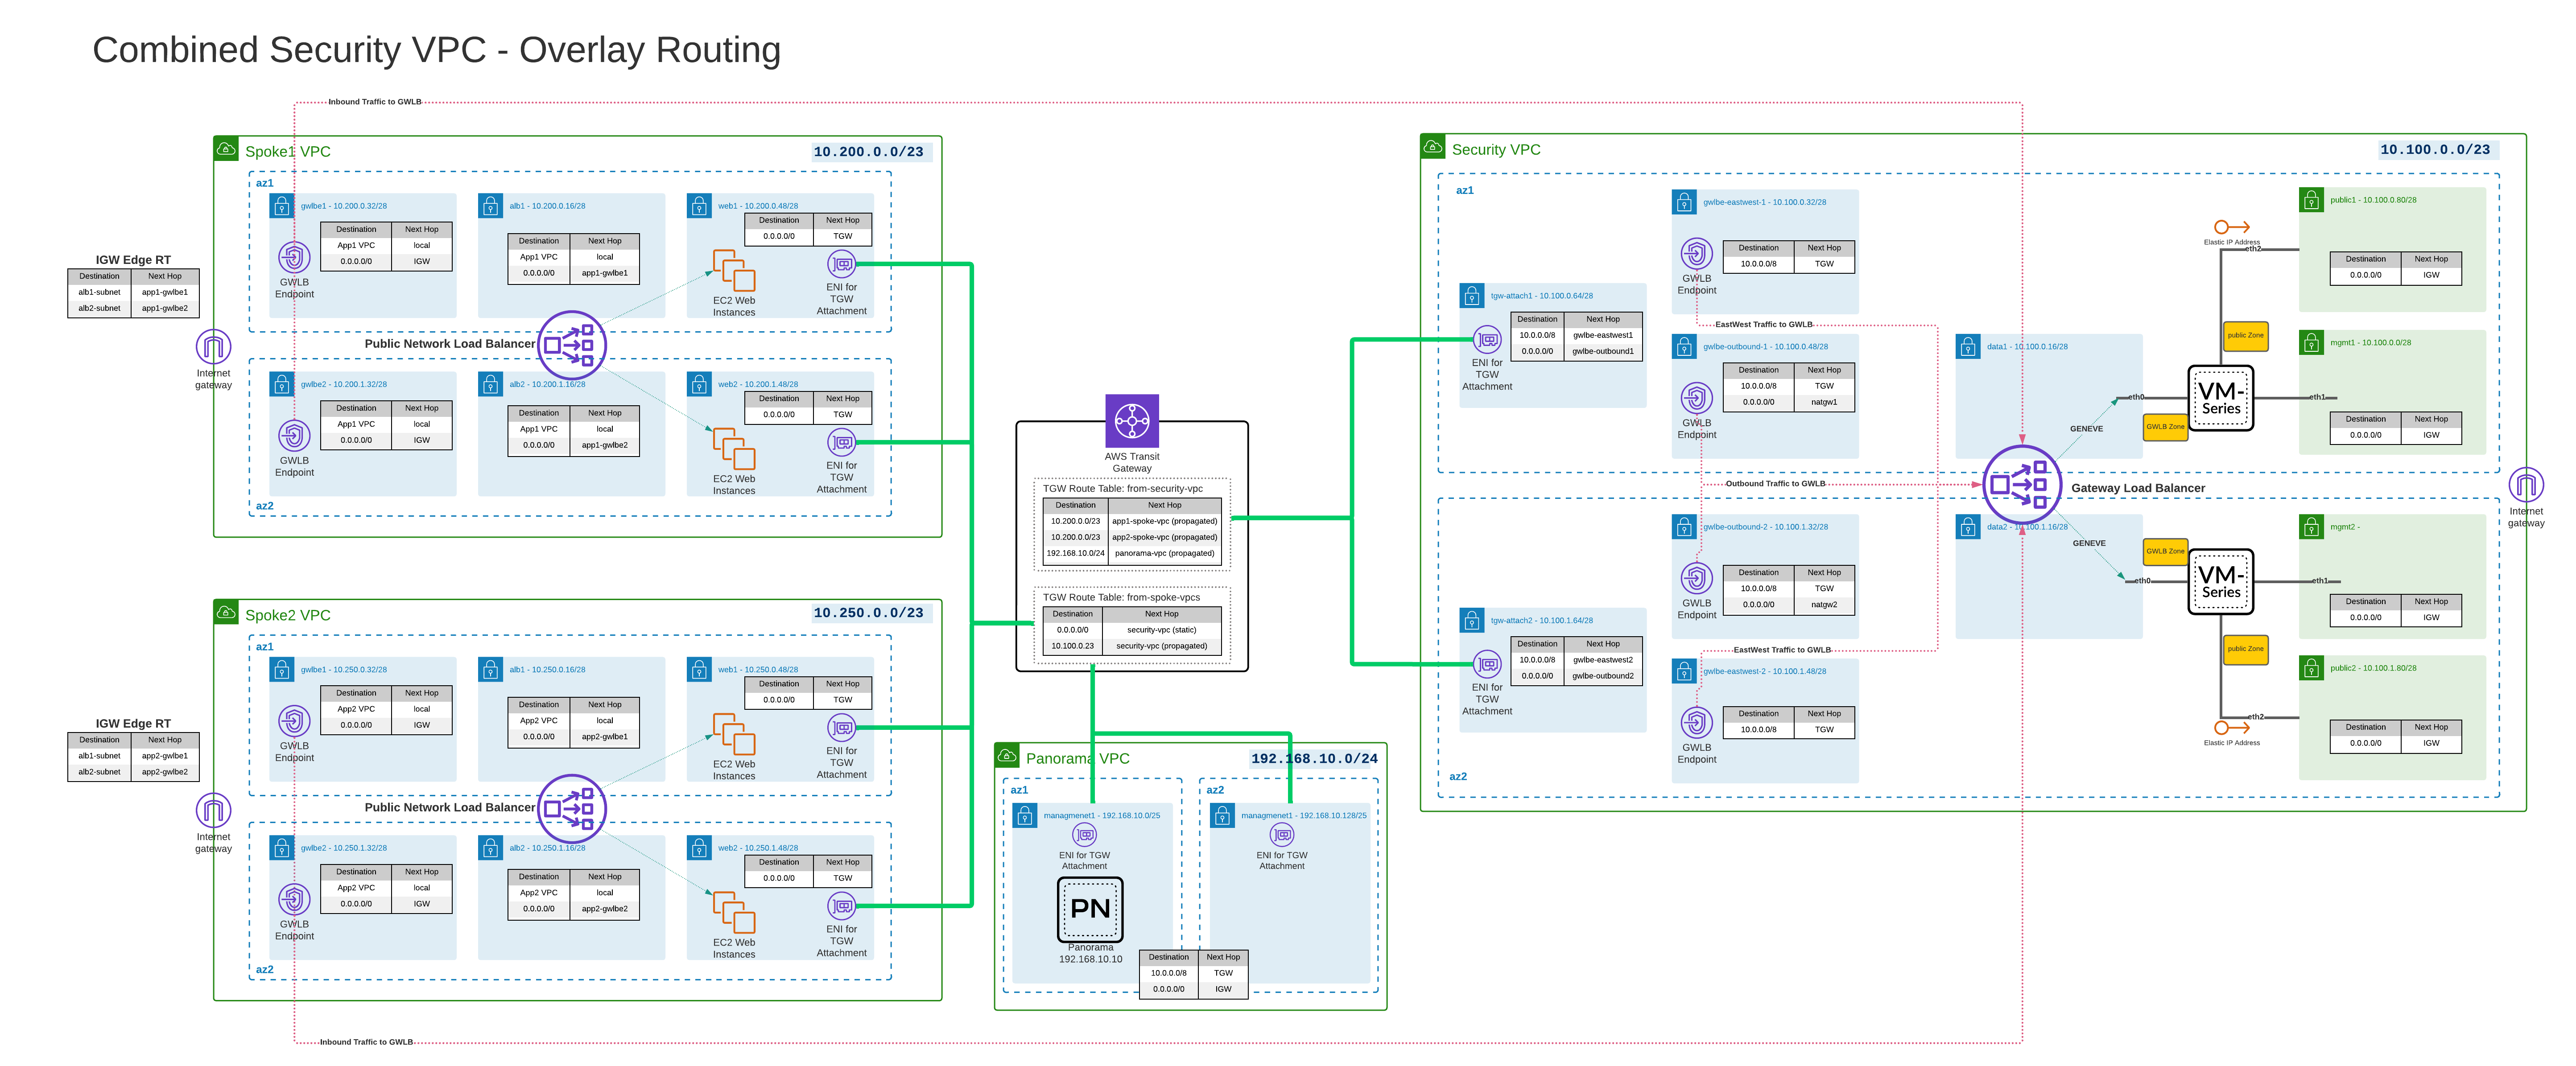 Combined Security VPC - Overlay Routing
Inbound Traffic to GWLB
IGW Edge RT
Destination Next Hop
alb1-subnet app1-gwlbe1
alb2-subnet app1-gwlbe2
Internet
gateway
Spoke1 VPC
10.200.0.0/23
az1
gwlbe1 - 10.200.0.32/28
Destination Next Hop
App1 VPC local
0.0.0.0/0 IGW
GWLB
Endpoint
alb1 - 10.200.0.16/28
Destination Next Hop
App1 VPC local
0.0.0.0/0 app1-gwlbe1
web1 - 10.200.0.48/28
Destination Next Hop
0.0.0.0/0 TGW
EC2 Web
Instances
ENI for
TGW
Attachment
Public Network Load Balancer
gwlbe2 - 10.200.1.32/28
Destination Next Hop
App1 VPC local
0.0.0.0/0 IGW
GWLB
Endpoint
alb2 - 10.200.1.16/28
Destination Next Hop
App1 VPC local
0.0.0.0/0 app1-gwlbe2
web2 - 10.200.1.48/28
Destination Next Hop
0.0.0.0/0 TGW
EC2 Web
Instances
ENI for
TGW
Attachment
az2
IGW Edge RT
Destination Next Hop
alb1-subnet app2-gwlbe1
alb2-subnet app2-gwlbe2
Internet
gateway
Spoke2 VPC
10.250.0.0/23
az1
gwlbe1 - 10.250.0.32/28
Destination Next Hop
App2 VPC local
0.0.0.0/0 IGW
GWLB
Endpoint
alb1 - 10.250.0.16/28
Destination Next Hop
App2 VPC local
0.0.0.0/0 app2-gwlbe1
web1 - 10.250.0.48/28
Destination Next Hop
0.0.0.0/0 TGW
EC2 Web
Instances
ENI for
TGW
Attachment
Public Network Load Balancer
gwlbe2 - 10.250.1.32/28
Destination Next Hop
App2 VPC local
0.0.0.0/0 IGW
GWLB
Endpoint
alb2 - 10.250.1.16/28
Destination Next Hop
App2 VPC local
0.0.0.0/0 app2-gwlbe2
web2 - 10.250.1.48/28
Destination Next Hop
0.0.0.0/0 TGW
EC2 Web
Instances
ENI for
TGW
Attachment
az2
Inbound Traffic to GWLB
AWS Transit
Gateway
TGW Route Table: from-security-vpc
Destination Next Hop
10.200.0.0/23 app1-spoke-vpc (propagated)
10.200.0.0/23 app2-spoke-vpc (propagated)
192.168.10.0/24 panorama-vpc (propagated)
TGW Route Table: from-spoke-vpcs
Destination Next Hop
0.0.0.0/0 security-vpc (static)
10.100.0.23 security-vpc (propagated)
Panorama VPC
192.168.10.0/24
az1
managmenet1 - 192.168.10.0/25
ENI for TGW
Attachment
PN
Panorama
192.168.10.10
az2
managmenet1 - 192.168.10.128/25
ENI for TGW
Attachment
Destination Next Hop
10.0.0.0/8 TGW
0.0.0.0/0 IGW
Security VPC
10.100.0.0/23
az1
tgw-attach1 - 10.100.0.64/28
Destination Next Hop
10.0.0.0/8 gwlbe-eastwest1
0.0.0.0/0 gwlbe-outbound1
ENI for
TGW
Attachment
gwlbe-eastwest-1 - 10.100.0.32/28
Destination Next Hop
10.0.0.0/8 TGW
GWLB
Endpoint
EastWest Traffic to GWLB
gwlbe-outbound-1 - 10.100.0.48/28
Destination Next Hop
10.0.0.0/8 TGW
0.0.0.0/0 natgw1
GWLB
Endpoint
data1 - 10.100.0.16/28
GENEVE
eth0
GWLB Zone
VM-
Series
eth1
public Zone
Elastic IP Address
eth2
public1 - 10.100.0.80/28
Destination Next Hop
0.0.0.0/0 IGW
mgmt1 - 10.100.0.0/28
Destination Next Hop
0.0.0.0/0 IGW
Outbound Traffic to GWLB
Gateway Load Balancer
Internet
gateway
az2
tgw-attach2 - 10.100.1.64/28
Destination Next Hop
10.0.0.0/8 gwlbe-eastwest2
0.0.0.0/0 gwlbe-outbound2
ENI for
TGW
Attachment
gwlbe-outbound-2 - 10.100.1.32/28
Destination Next Hop
10.0.0.0/8 TGW
0.0.0.0/0 natgw2
GWLB
Endpoint
EastWest Traffic to GWLB
gwlbe-eastwest-2 - 10.100.1.48/28
Destination Next Hop
10.0.0.0/8 TGW
GWLB
Endpoint
data2 - 10.100.1.16/28
GENEVE
eth0
GWLB Zone
VM-
Series
eth1
public Zone
eth2
Elastic IP Address
mgmt2 -
Destination Next Hop
0.0.0.0/0 IGW
public2 - 10.100.1.80/28
Destination Next Hop
0.0.0.0/0 IGW